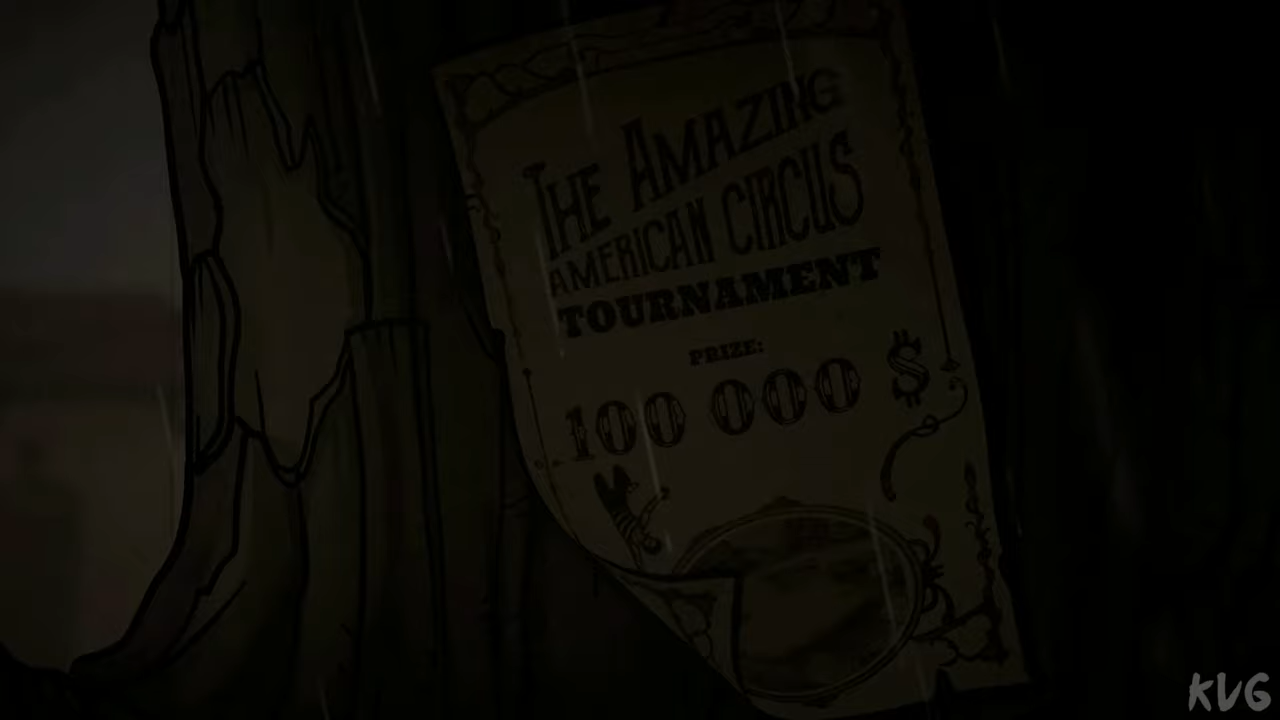 THE AMAZING
AMERICAN CIRCUS
TOURNAMENT
PRIZE:
100 000 $
KVG